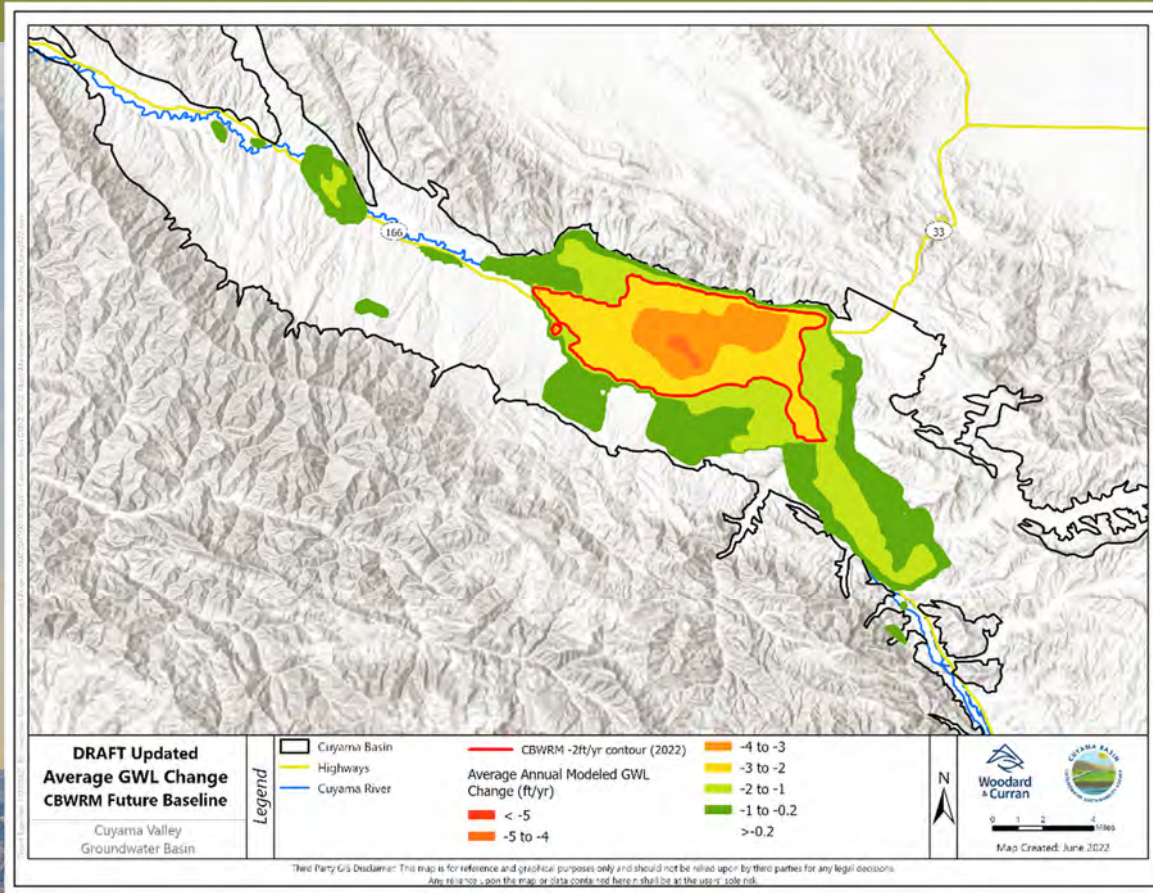 166
33
DRAFT Updated
Average GWL Change
CBWRM Future Baseline
Cuyama Valley
Groundwater Basin
Legend
Cuyama Basin
Highways
Cuyama River
CBWRM -2ft/yr contour (2022)
Average Annual Modeled GWL
Change (ft/yr)
< -5
-5 to -4
-4 to -3
-3 to -2
-2 to -1
-1 to -0.2
>-0.2
N
Woodard
& Curran
CUYAMA BASIN
0 1 2 4
Miles
Map Created: June 2022
Third Party GIS Disclaimer: This map is for reference and graphical purposes only and should not be relied upon by third parties for any legal decisions.
Any reliance upon the map or data contained herein shall be at the users' sole risk.